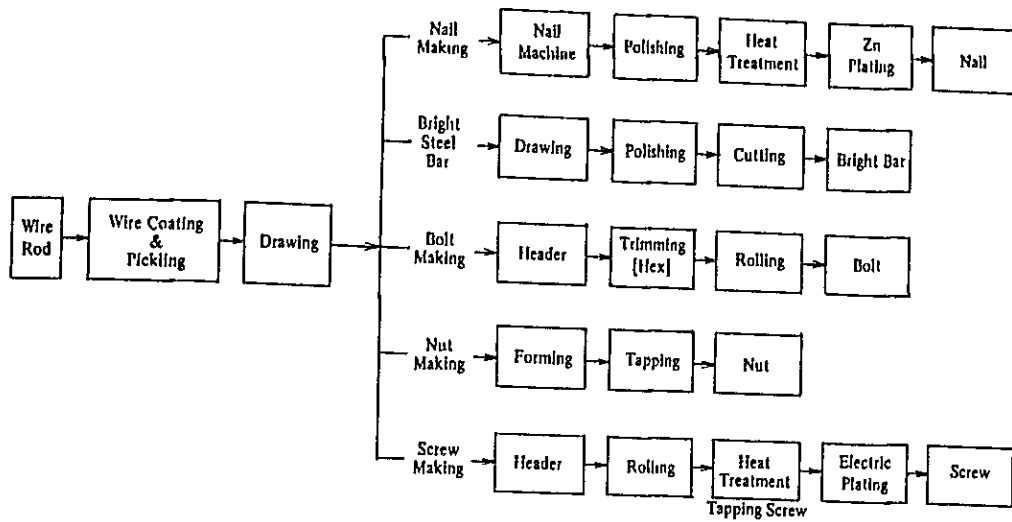 Nail
Making
Nail
Machine
Polishing
Heat
Treatment
Zn
Plating
Nail
Bright
Steel
Bar
Drawing
Polishing
Cutting
Bright Bar
Wire
Rod
Wire Coating
&
Pickling
Drawing
Bolt
Making
Header
Trimming
[Hex]
Rolling
Bolt
Nut
Making
Forming
Tapping
Nut
Screw
Making
Header
Rolling
Heat
Treatment
Tapping Screw
Electric
Plating
Screw